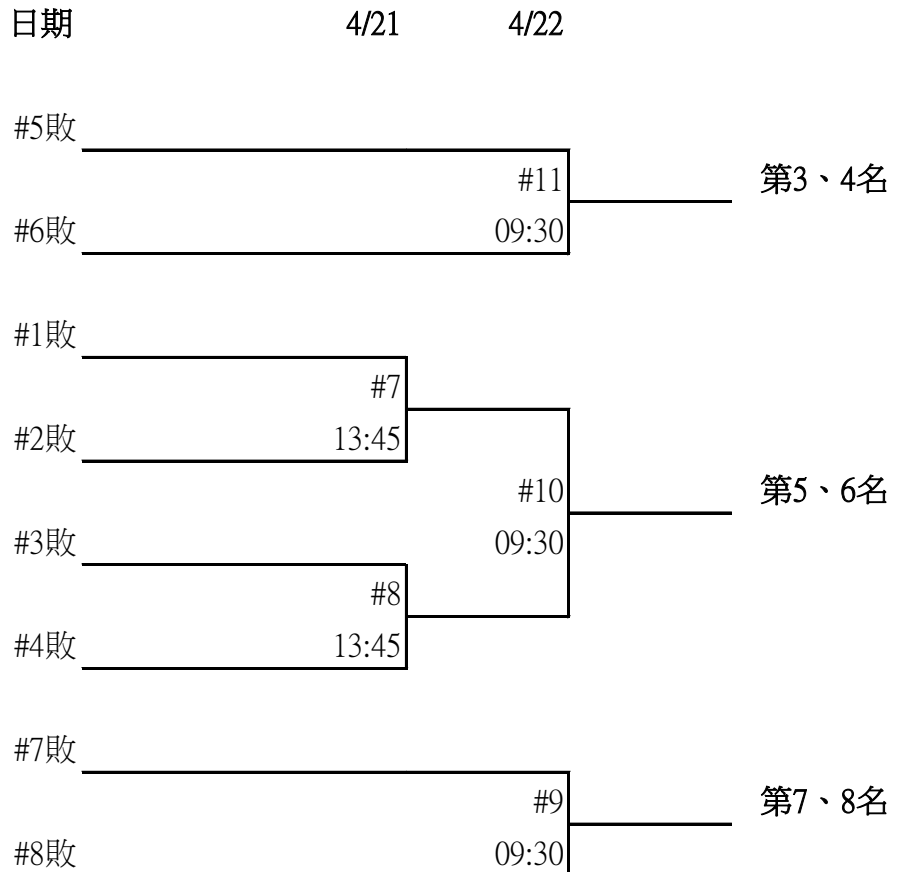 日期 4/21 4/22
#5敗
#11 第3、4名
#6敗 09:30
#1敗
#7
#2敗 13:45
#10 第5、6名
#3敗 09:30
#8
#4敗 13:45
#7敗
#9 第7、8名
#8敗 09:30